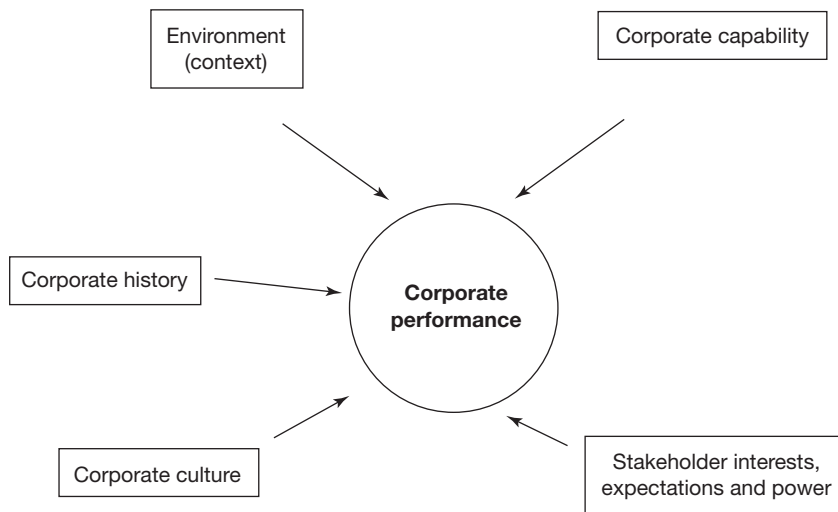 Environment
(context)
Corporate capability
Corporate history
Corporate
performance
Corporate culture
Stakeholder interests,
expectations and power